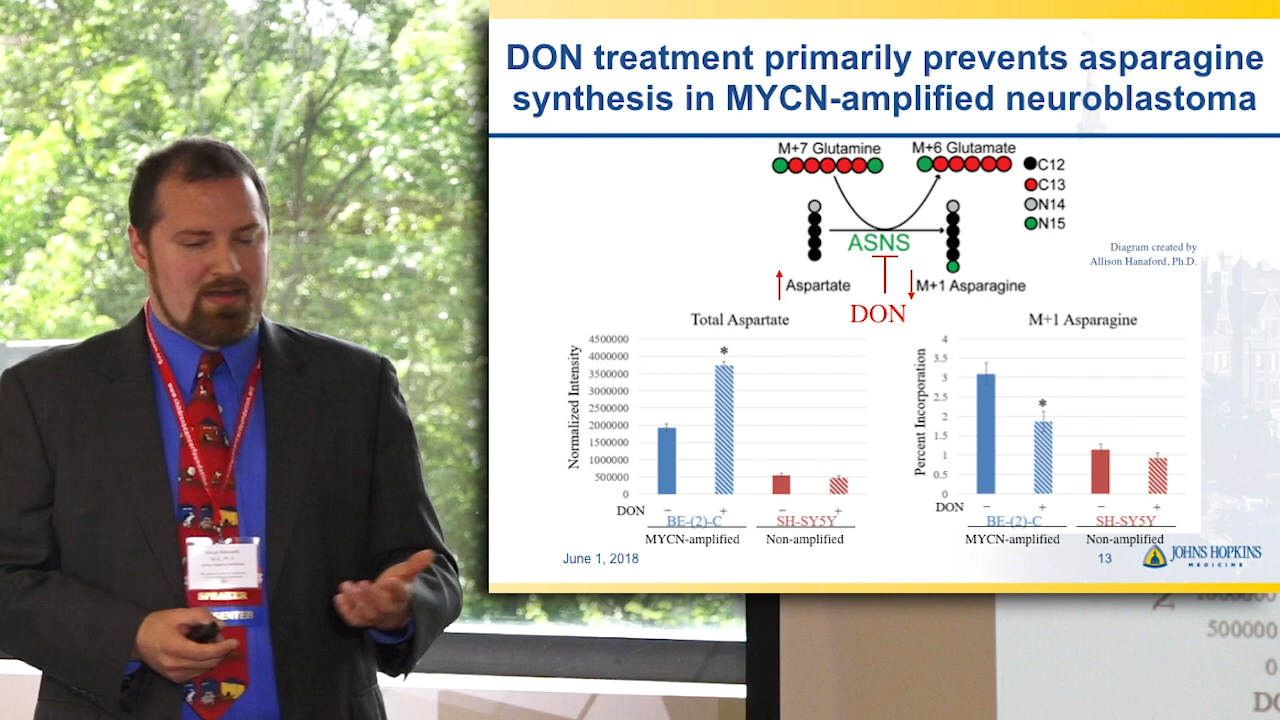 DON treatment primarily prevents asparagine
synthesis in MYCN-amplified neuroblastoma
M+7 Glutamine
M+6 Glutamate
C12
C13
N14
N15
ASNS
Diagram created by
Allison Hanaford, Ph.D.
Aspartate
M+1 Asparagine
DON
Total Aspartate
Normalized Intensity
4500000
4000000
3500000
3000000
2500000
2000000
1500000
1000000
500000
0
*
DON − + − +
BE-(2)-C SH-SY5Y
MYCN-amplified Non-amplified
M+1 Asparagine
Percent Incorporation
4
3.5
3
2.5
2
1.5
1
0.5
0
*
DON − + − +
BE-(2)-C SH-SY5Y
MYCN-amplified Non-amplified
June 1, 2018
13
JOHNS HOPKINS
MEDICINE
SPEAKER
500000
0